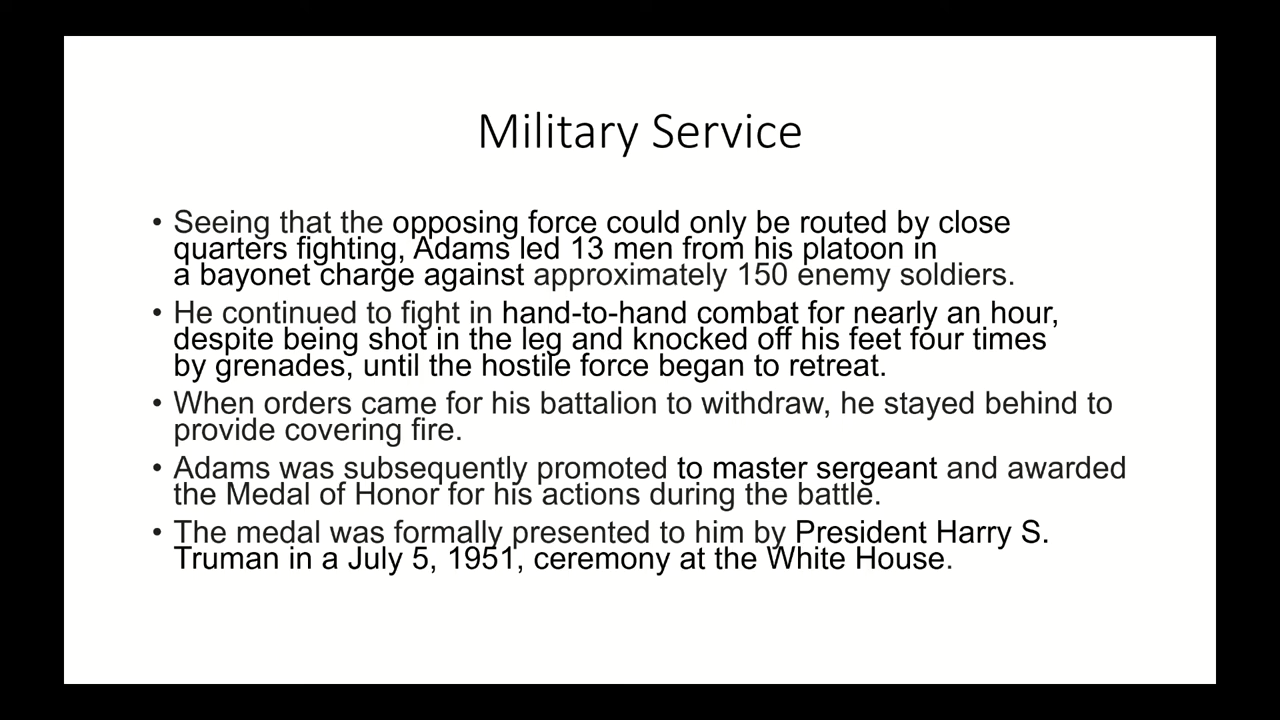 Military Service
• Seeing that the opposing force could only be routed by close
quarters fighting, Adams led 13 men from his platoon in
a bayonet charge against approximately 150 enemy soldiers.
• He continued to fight in hand-to-hand combat for nearly an hour,
despite being shot in the leg and knocked off his feet four times
by grenades, until the hostile force began to retreat.
• When orders came for his battalion to withdraw, he stayed behind to
provide covering fire.
• Adams was subsequently promoted to master sergeant and awarded
the Medal of Honor for his actions during the battle.
• The medal was formally presented to him by President Harry S.
Truman in a July 5, 1951, ceremony at the White House.